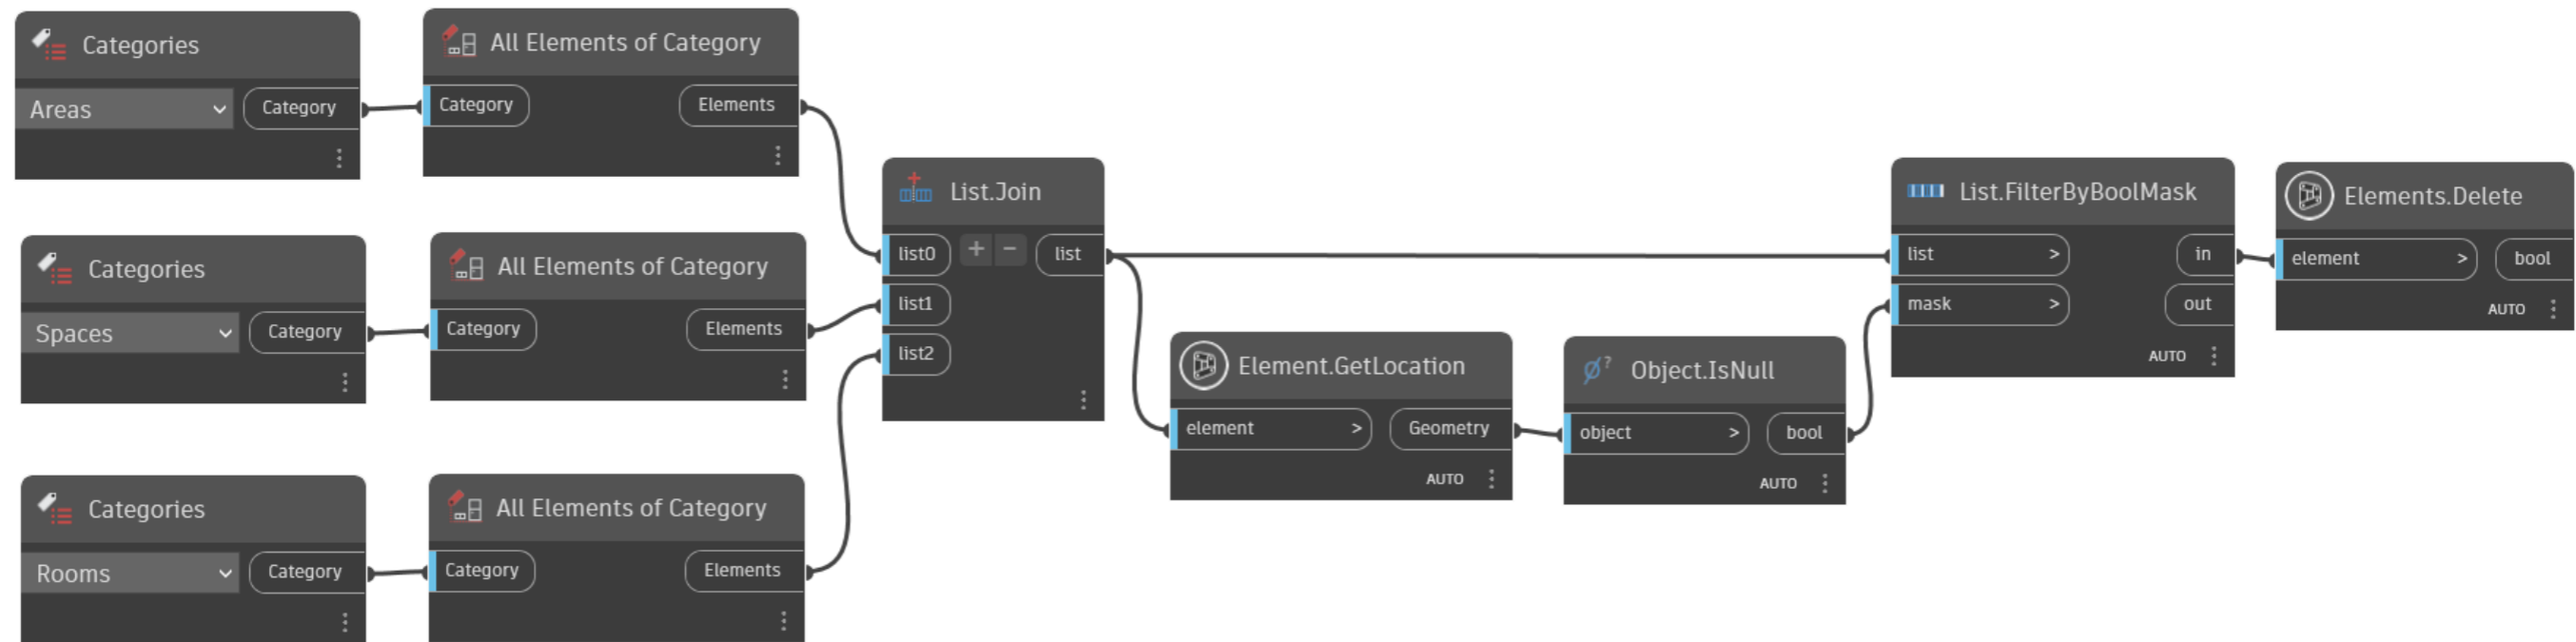 Categories
Areas
Category
All Elements of Category
Category
Elements
Categories
Spaces
Category
All Elements of Category
Category
Elements
Categories
Rooms
Category
All Elements of Category
Category
Elements
List.Join
list0 + − list
list1
list2
Element.GetLocation
element > Geometry
AUTO
Object.IsNull
object > bool
AUTO
List.FilterByBoolMask
list > in
mask > out
AUTO
Elements.Delete
element > bool
AUTO